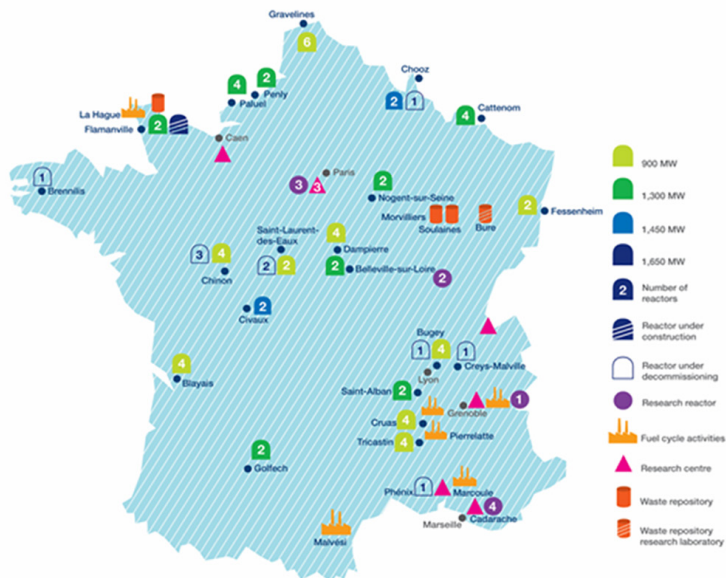 Gravelines
6
Chooz
2
1
4
2
Penly
Paluel
4
Cattenom
La Hague
Flamanville
2
Caen
1
Brennilis
3
3
Paris
2
Nogent-sur-Seine
Morvilliers
Soulaines
Bure
2
Fessenheim
Saint-Laurent-
des-Eaux
4
Dampierre
3
4
Chinon
2
2
2
Belleville-sur-Loire
2
2
Civaux
Bugey
1
4
1
Creys-Malville
Lyon
4
Blayais
Saint-Alban
2
Grenoble
1
Cruas
4
Tricastin
4
Pierrelatte
2
Golfech
Phénix
1
Marcoule
4
Marseille
Cadarache
Malvési
900 MW
1,300 MW
1,450 MW
1,650 MW
2
Number of
reactors
Reactor under
construction
Reactor under
decommissioning
Research reactor
Fuel cycle activities
Research centre
Waste repository
Waste repository
research laboratory